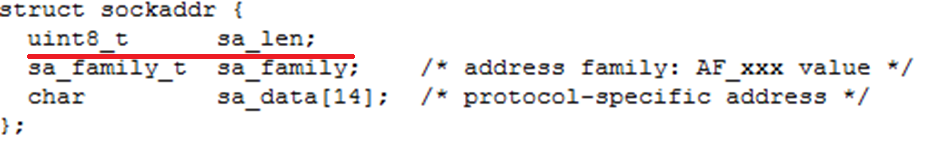 struct sockaddr {
  uint8_t      sa_len;
  sa_family_t  sa_family;    /* address family: AF_xxx value */
  char         sa_data[14];  /* protocol-specific address */
};